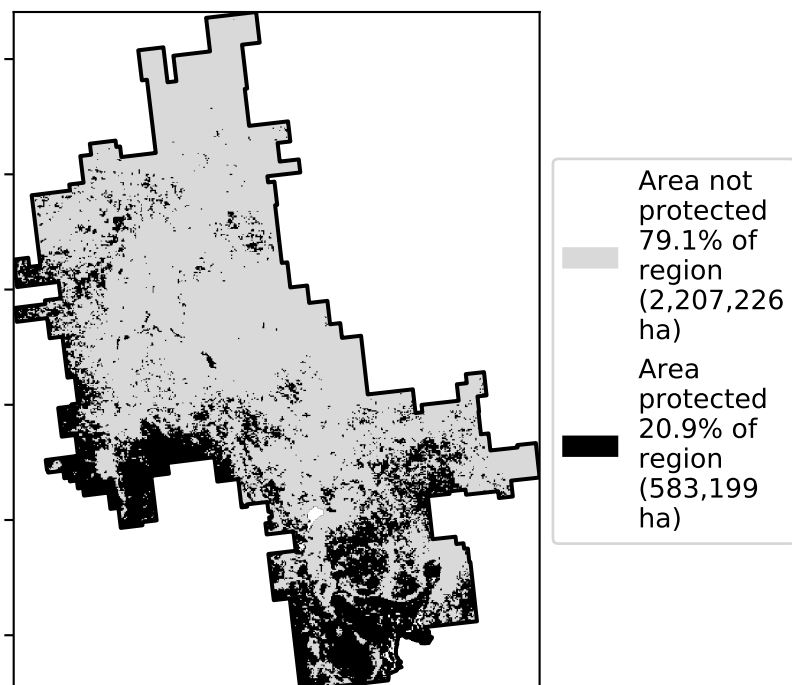 Area not
protected
79.1% of
region
(2,207,226
ha)
Area
protected
20.9% of
region
(583,199
ha)